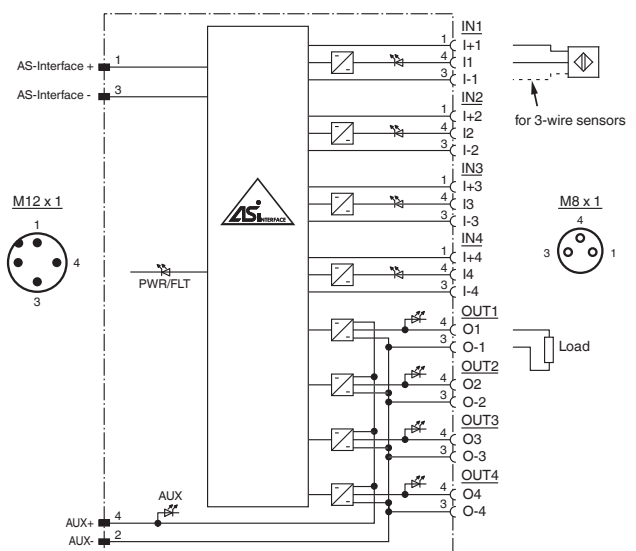 IN1
AS-Interface + 1
AS-Interface - 3
1 I+1
4 I1
3 I-1
for 3-wire sensors
IN2
1 I+2
4 I2
3 I-2
IN3
1 I+3
4 I3
3 I-3
IN4
1 I+4
4 I4
3 I-4
ASi
INTERFACE
PWR/FLT
M12 x 1
1
4
3
M8 x 1
4
3 1
OUT1
4 O1
3 O-1
Load
OUT2
4 O2
3 O-2
OUT3
4 O3
3 O-3
OUT4
4 O4
3 O-4
AUX
AUX+ 4
AUX- 2